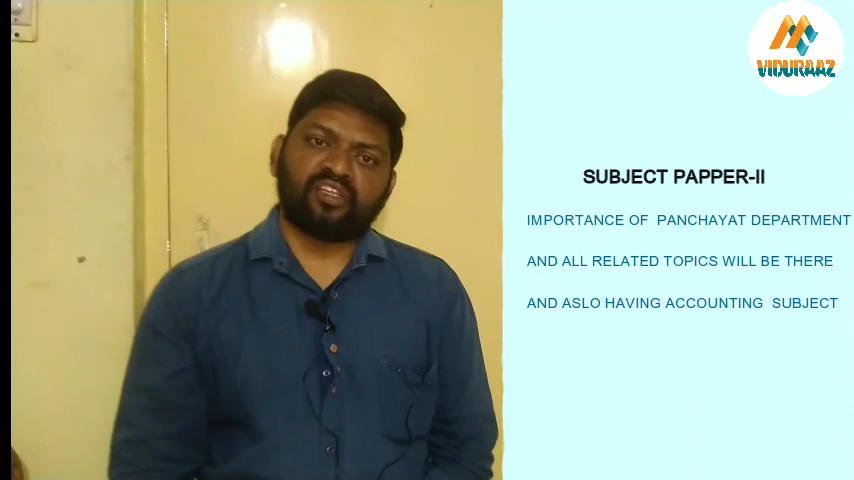 VIDURAAZ
SUBJECT PAPPER-II
IMPORTANCE OF PANCHAYAT DEPARTMENT
AND ALL RELATED TOPICS WILL BE THERE
AND ASLO HAVING ACCOUNTING SUBJECT